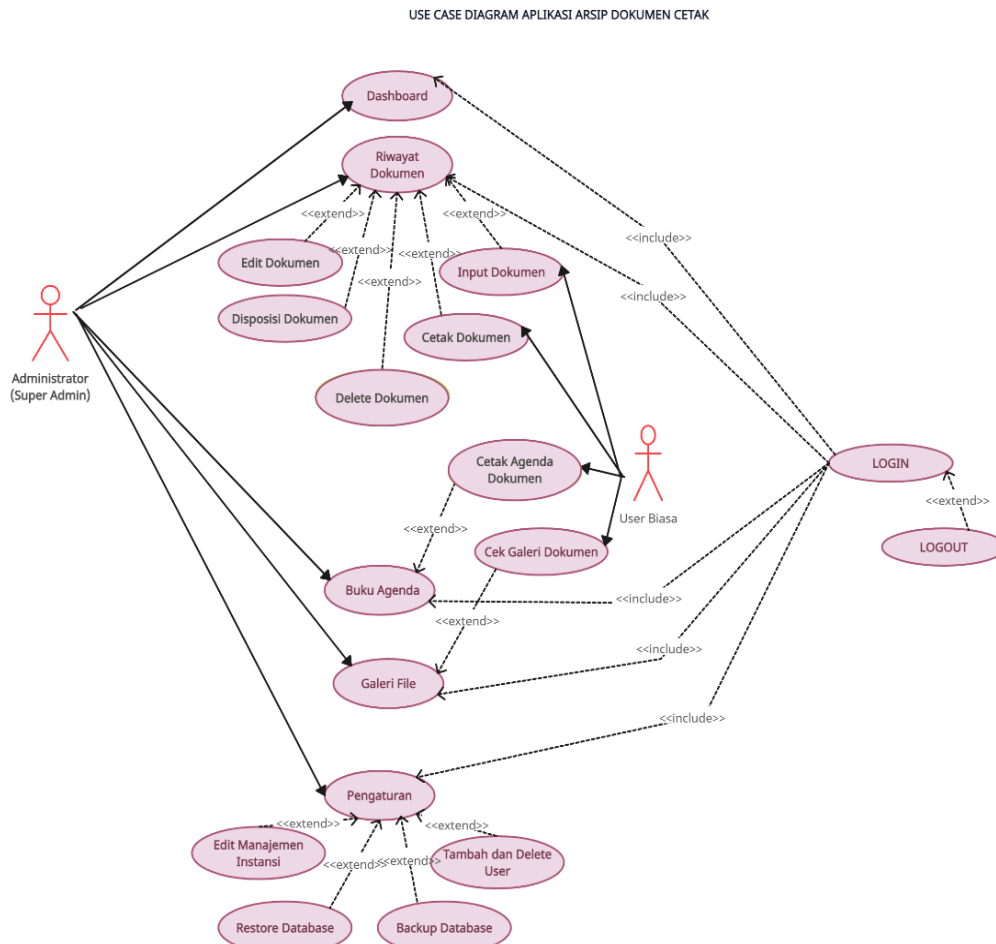 USE CASE DIAGRAM APLIKASI ARSIP DOKUMEN CETAK
Dashboard
Riwayat
Dokumen
<<extend>>
<<extend>>
<<extend>>
<<extend>>
<<extend>>
<<include>>
<<include>>
Edit Dokumen
Input Dokumen
Disposisi Dokumen
Cetak Dokumen
Delete Dokumen
Administrator
(Super Admin)
Cetak Agenda
Dokumen
User Biasa
LOGIN
<<extend>>
LOGOUT
<<extend>>
Cek Galeri Dokumen
Buku Agenda
<<include>>
<<extend>>
<<include>>
Galeri File
<<include>>
Pengaturan
<<extend>>
<<extend>>
<<extend>>
<<extend>>
Edit Manajemen
Instansi
Tambah dan Delete
User
Restore Database
Backup Database